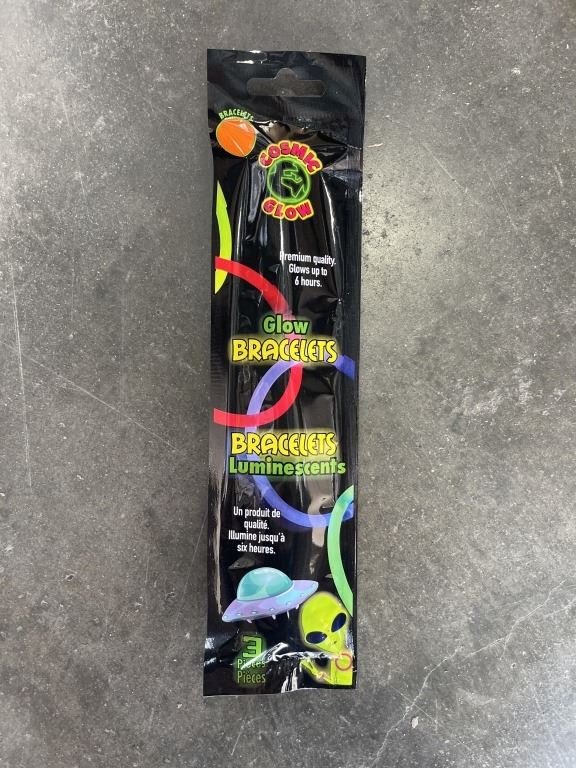 BRACELETS
COSMIC
GLOW
Premium quality.
Glows up to
6 hours.
Glow
BRACELETS
BRACELETS
Luminescents
Un produit de
qualité.
Illumine jusqu'à
six heures.
3
Pieces
Pièces